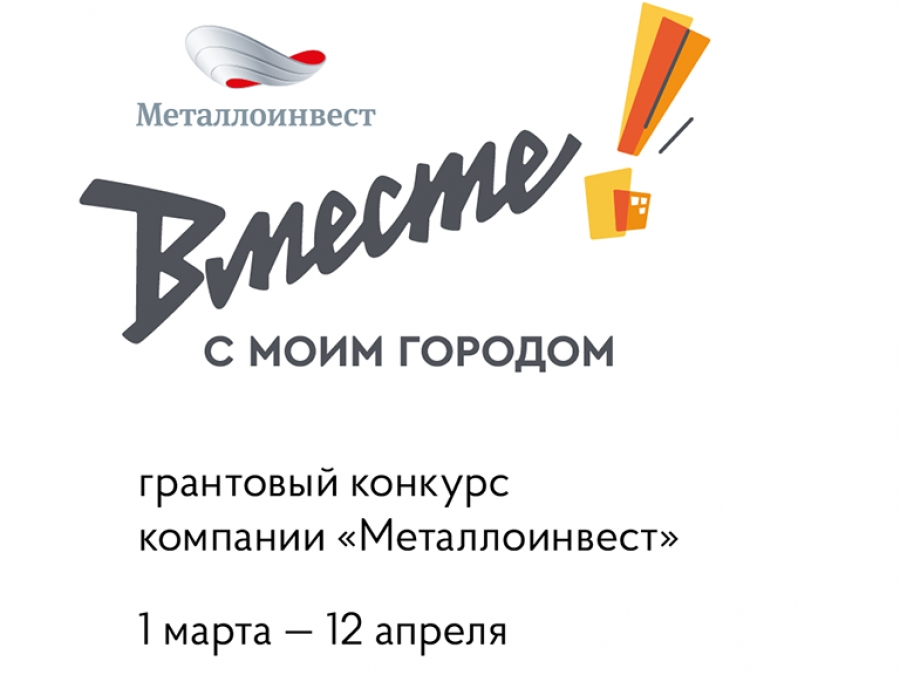 Металлоинвест
Вместе!
С МОИМ ГОРОДОМ
грантовый конкурс
компании «Металлоинвест»
1 марта — 12 апреля